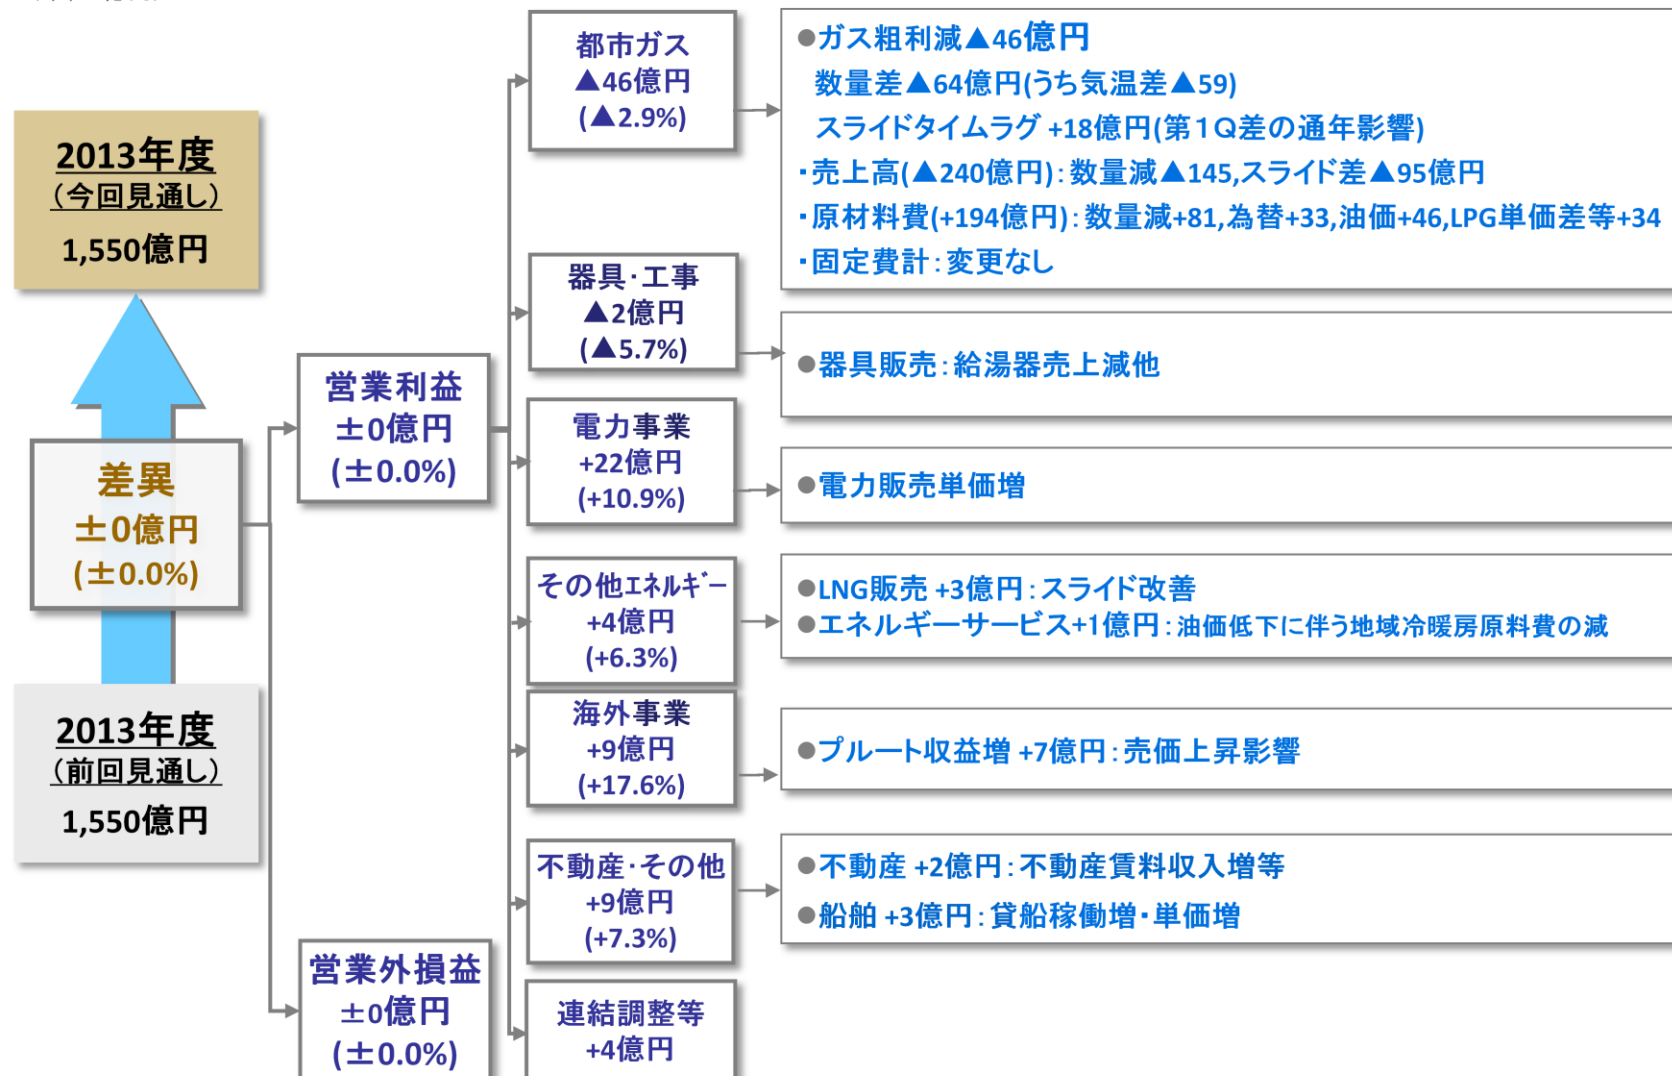 2013年度
(今回見通し)
1,550億円
差異
±0億円
(±0.0%)
2013年度
(前回見通し)
1,550億円
営業利益
±0億円
(±0.0%)
営業外損益
±0億円
(±0.0%)
都市ガス
▲46億円
(▲2.9%)
●ガス粗利減▲46億円
数量差▲64億円(うち気温差▲59)
スライドタイムラグ +18億円(第1Q差の通年影響)
・売上高(▲240億円):数量減▲145,スライド差▲95億円
・原材料費(+194億円):数量減+81,為替+33,油価+46,LPG単価差等+34
・固定費計:変更なし
器具・工事
▲2億円
(▲5.7%)
●器具販売:給湯器売上減他
電力事業
+22億円
(+10.9%)
●電力販売単価増
その他エネルギー
+4億円
(+6.3%)
●LNG販売 +3億円:スライド改善
●エネルギーサービス+1億円:油価低下に伴う地域冷暖房原料費の減
海外事業
+9億円
(+17.6%)
●プルート収益増 +7億円:売価上昇影響
不動産・その他
+9億円
(+7.3%)
●不動産 +2億円:不動産賃料収入増等
●船舶 +3億円:貸船稼働増・単価増
連結調整等
+4億円